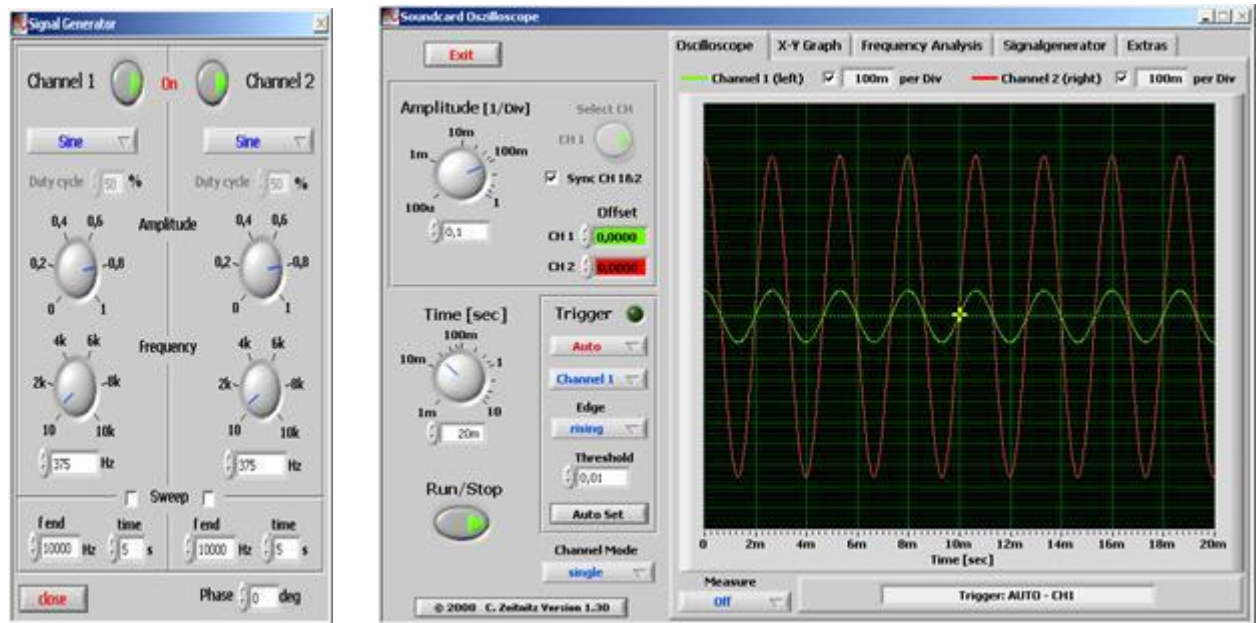 Signal Generator
Channel 1 On Channel 2
Sine Sine
Duty cycle 50 % Duty cycle 50 %
0,4 0,6 Amplitude 0,4 0,6
0,2 0,8 0,2 0,8
0 1 0 1
4k 6k Frequency 4k 6k
2k 8k 2k 8k
10 10k 10 10k
375 Hz 375 Hz
Sweep
f end time f end time
10000 Hz 5 s 10000 Hz 5 s
close Phase 0 deg
Soundcard Oszilloscope
Exit
Amplitude [1/Div] Select CH
10m
1m 100m CH 1
Sync CH 1&2
100u 1
Offset
0,1 CH 1 0,0000
CH 2 0,0000
Time [sec] Trigger
100m
10m 1 Auto
Channel 1
1m 10 Edge
20m rising
Threshold
0,01
Run/Stop
Auto Set
Channel Mode
single
© 2008 C. Zeitnitz Version 1.30
Oscilloscope X-Y Graph Frequency Analysis Signalgenerator Extras
Channel 1 (left) 100m per Div Channel 2 (right) 100m per Div
0 2m 4m 6m 8m 10m 12m 14m 16m 18m 20m
Time [sec]
Measure
Off Trigger: AUTO - CH1